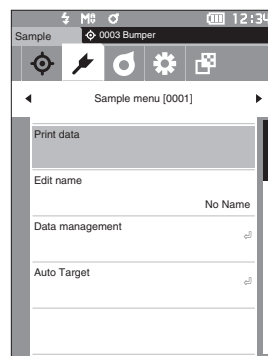 12:34
Sample
0003 Bumper
Sample menu [0001]
Print data
Edit name
No Name
Data management
Auto Target